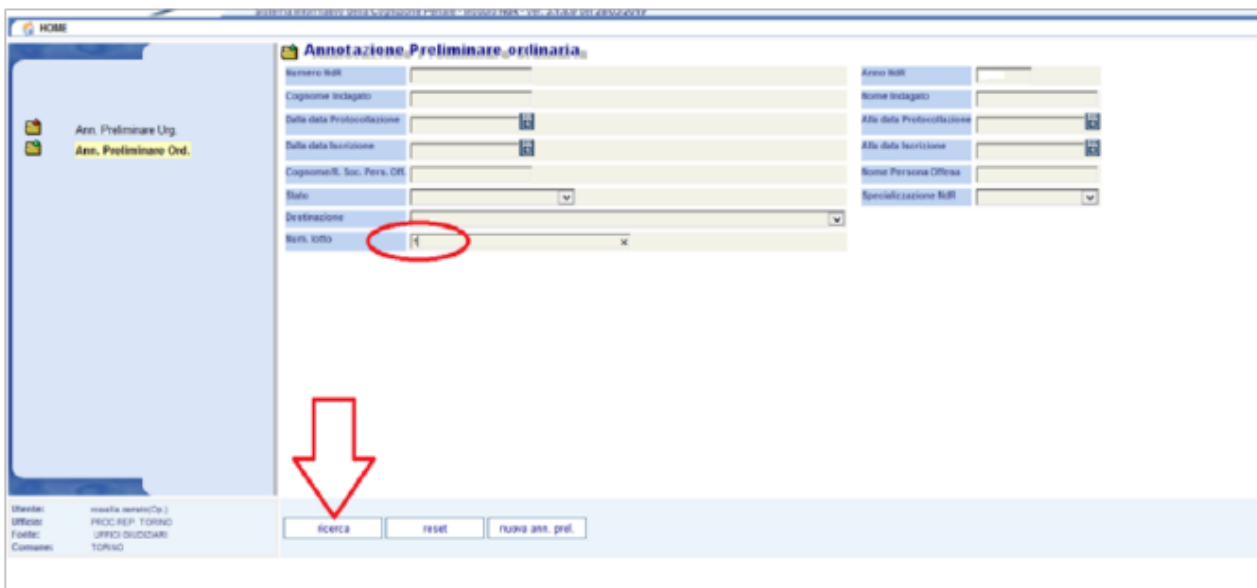 HOME
Annotazione Preliminare ordinaria
Numero NdR
Anno NdR
Cognome Indagato
Nome Indagato
Dalla data Protocollazione
Alla data Protocollazione
Ann. Preliminare Urg.
Dalla data Iscrizione
Alla data Iscrizione
Ann. Preliminare Ord.
Cognome/R. Soc. Pers. Off.
Nome Persona Offesa
Stato
Specializzazione NdR
Destinazione
Num. lotto
Utente:
Ufficio: PROC.REP. TORINO
Fonte: UFFICI GIUDIZIARI
Comune: TORINO
ricerca
reset
nuova ann. prel.